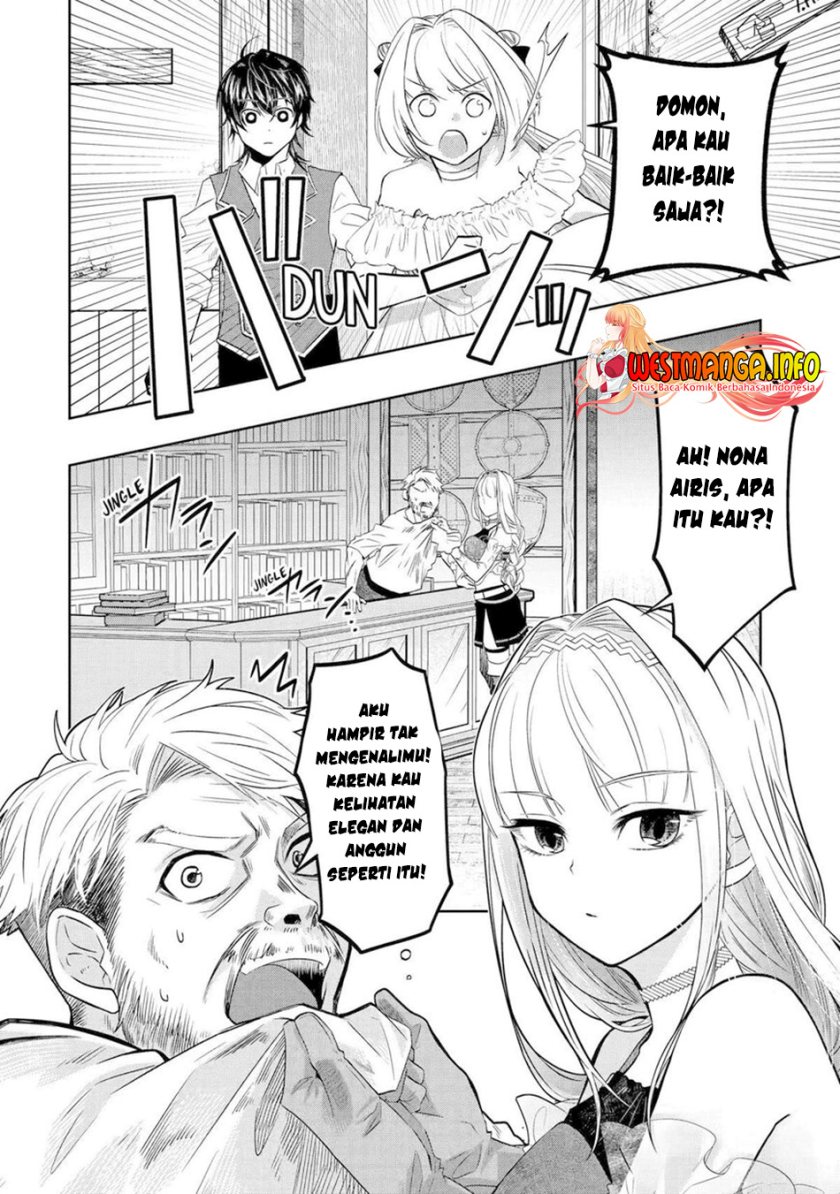 DOMON,
APA KAU
BAIK-BAIK
SAJA?!
DUN
WESTMANGA.INFO
Situs Baca Komik Berbahasa Indonesia
AH! NONA
AIRIS, APA
ITU KAU?!
JINGLE
JINGLE
AKU
HAMPIR TAK
MENGENALIMU!
KARENA KAU
KELIHATAN
ELEGAN DAN
ANGGUN
SEPERTI ITU!